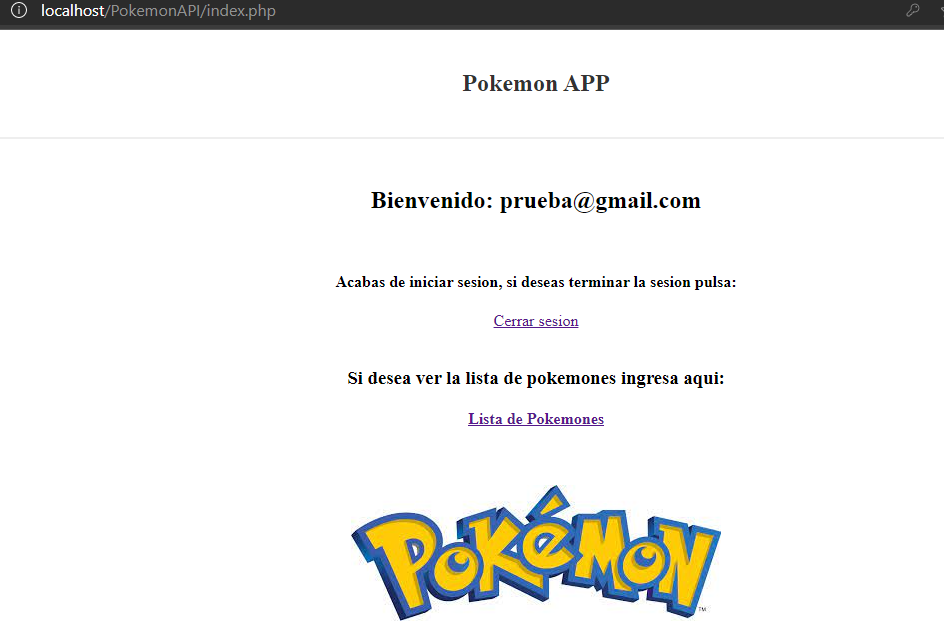 localhost/PokemonAPI/index.php
Pokemon APP
Bienvenido: prueba@gmail.com
Acabas de iniciar sesion, si deseas terminar la sesion pulsa:
Cerrar sesion
Si desea ver la lista de pokemones ingresa aqui:
Lista de Pokemones
POKéMON
TM